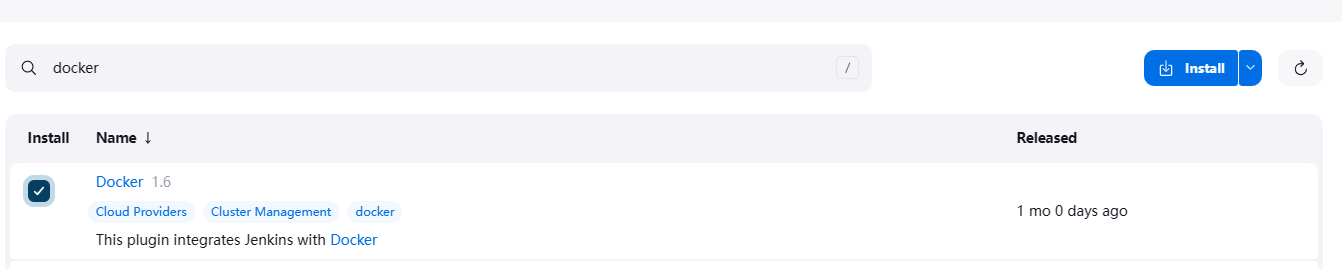 docker /
Install
Install Name ↓ Released
Docker 1.6
Cloud Providers Cluster Management docker
1 mo 0 days ago
This plugin integrates Jenkins with Docker